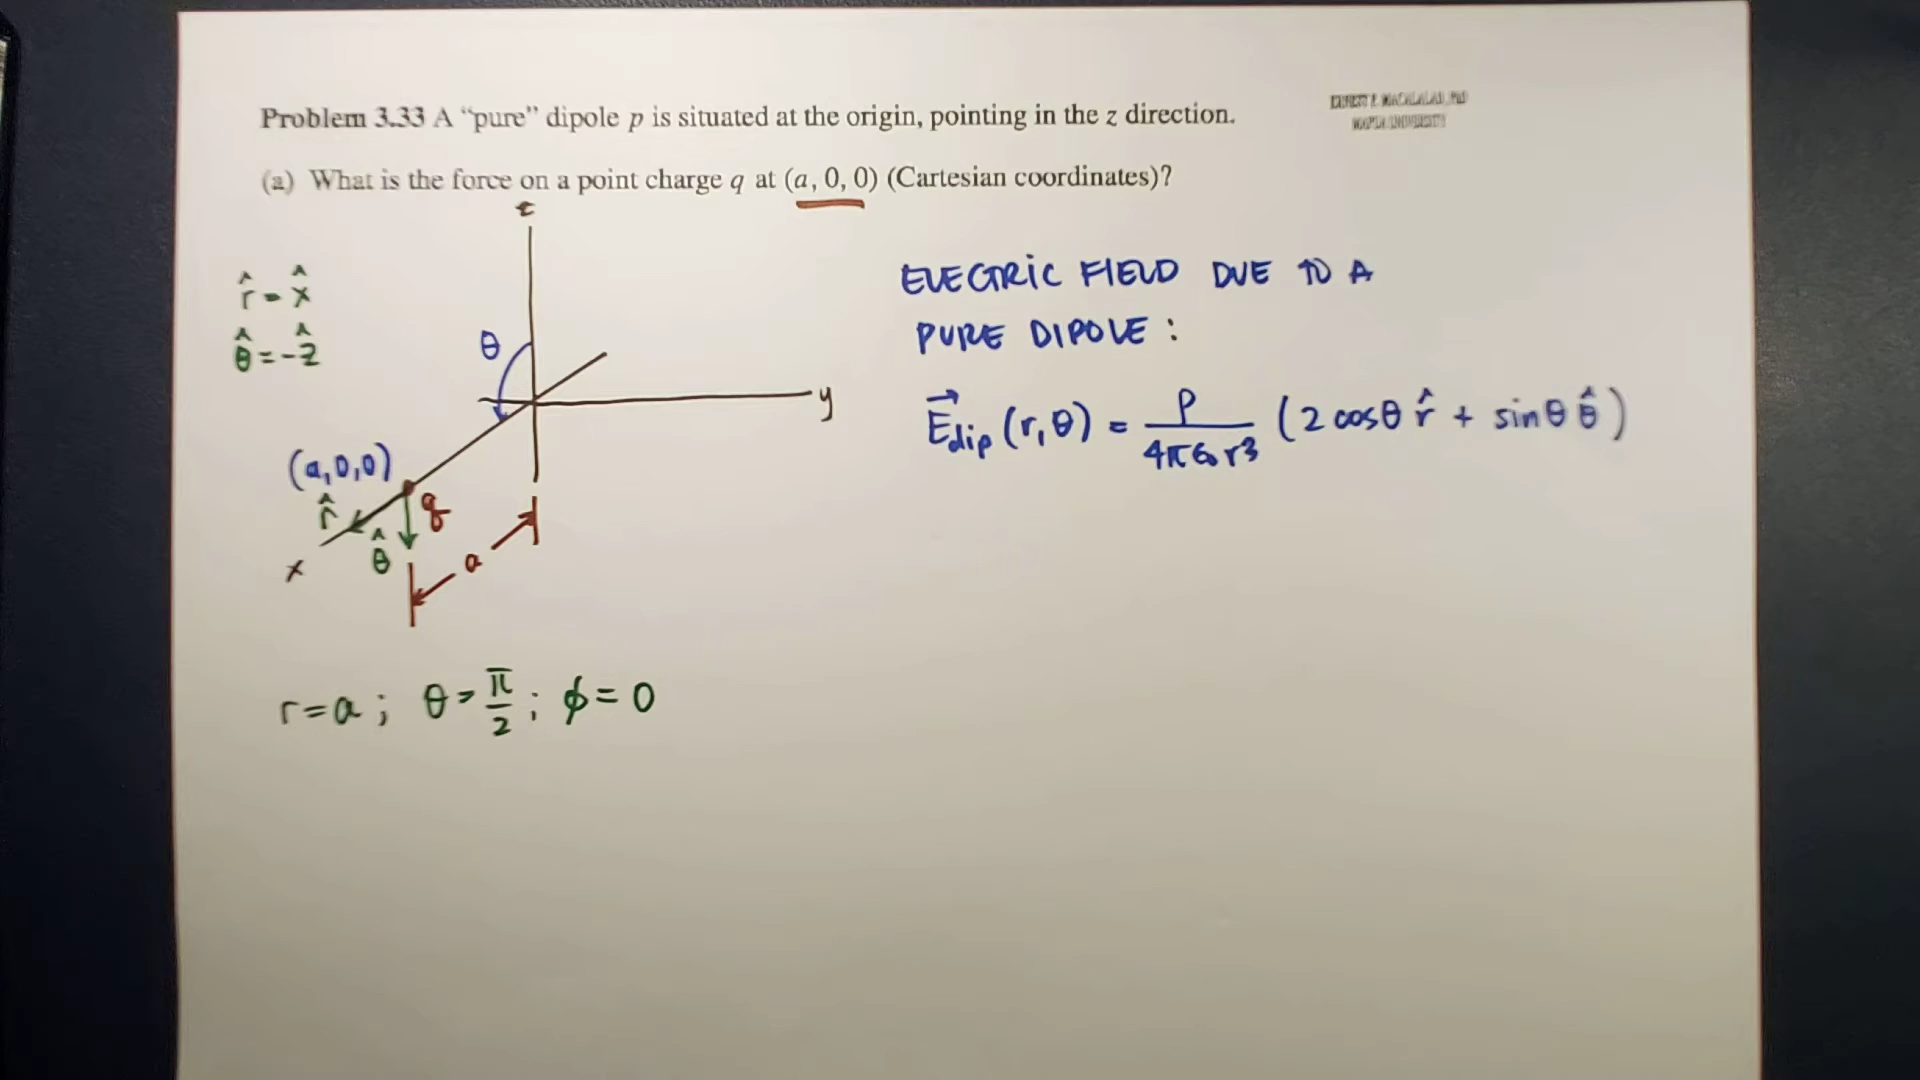 Problem 3.33 A “pure” dipole p is situated at the origin, pointing in the z direction.
(a) What is the force on a point charge q at (a, 0, 0) (Cartesian coordinates)?
z
r̂ = x̂
θ̂ = -ẑ
θ
y
(a,0,0)
r̂
q
θ̂
a
x
r = a ; θ = π/2 ; ϕ = 0
ELECTRIC FIELD DUE TO A
PURE DIPOLE :
E⃗dip (r, θ) = p/4πε₀r³ (2 cosθ r̂ + sinθ θ̂)